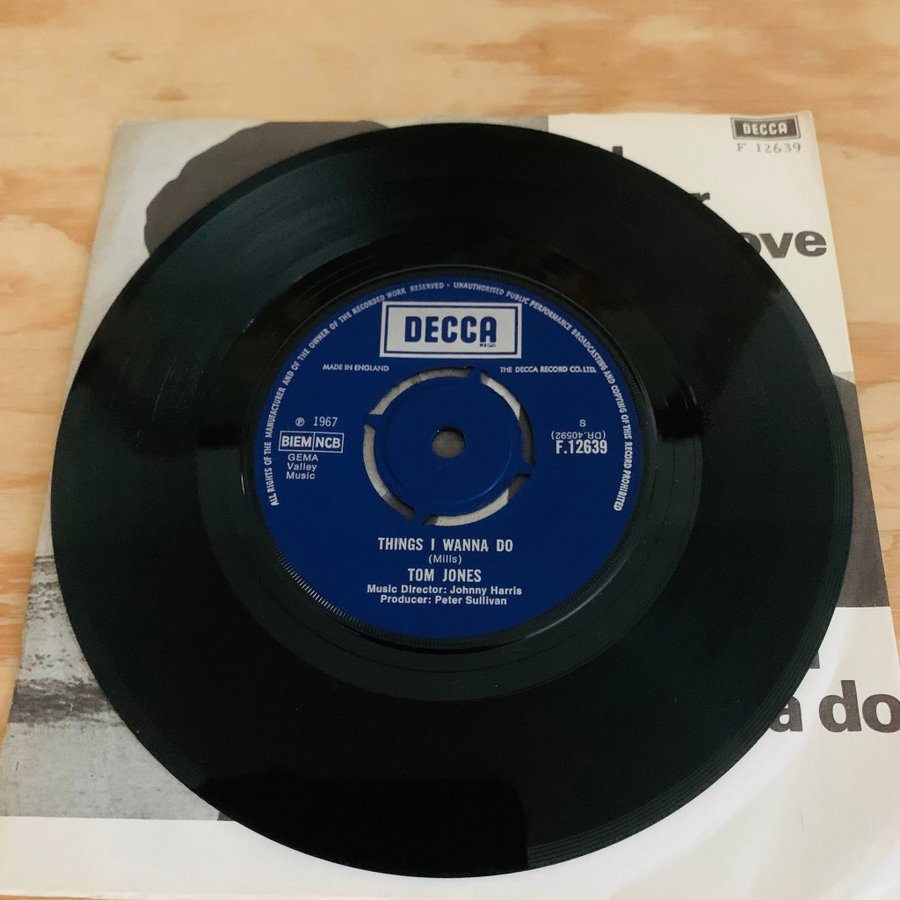 DECCA
F 12639
ove
a do
ALL RIGHTS OF THE MANUFACTURER AND OF THE OWNER OF THE RECORDED WORK RESERVED · UNAUTHORISED PUBLIC PERFORMANCE BROADCASTING AND COPYING OF THIS RECORD PROHIBITED
DECCA
MADE IN ENGLAND
THE DECCA RECORD CO. LTD.
℗ 1967
BIEM NCB
GEMA
Valley
Music
S
(DR.40592)
F.12639
THINGS I WANNA DO
(Mills)
TOM JONES
Music Director: Johnny Harris
Producer: Peter Sullivan